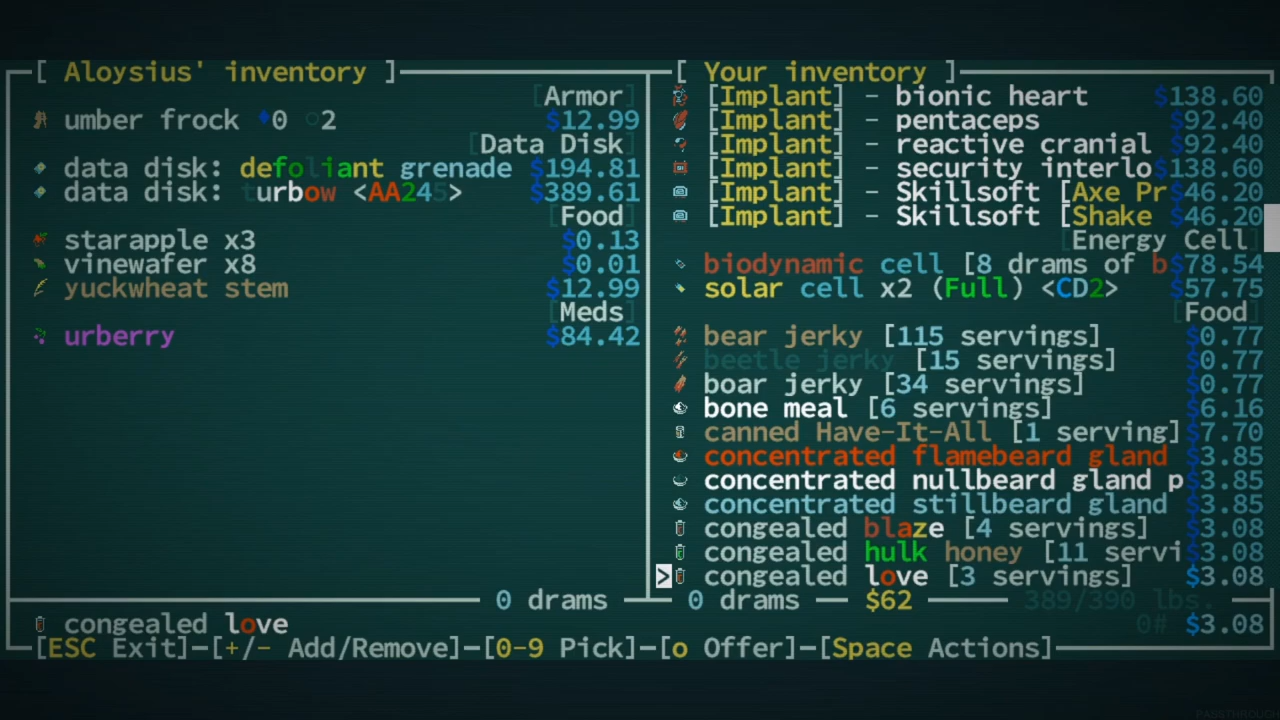 [ Aloysius' inventory ]
[Armor]
umber frock ♦0 ○2 $12.99
[Data Disk]
data disk: defoliant grenade $194.81
data disk: turbow <AA245> $389.61
[Food]
starapple x3 $0.13
vinewafer x8 $0.01
yuckwheat stem $12.99
[Meds]
urberry $84.42
[ Your inventory ]
[Implant] - bionic heart $138.60
[Implant] - pentaceps $92.40
[Implant] - reactive cranial $92.40
[Implant] - security interlo $138.60
[Implant] - Skillsoft [Axe Pr $46.20
[Implant] - Skillsoft [Shake $46.20
[Energy Cell]
biodynamic cell [8 drams of b $78.54
solar cell x2 (Full) <CD2> $57.75
[Food]
bear jerky [115 servings] $0.77
beetle jerky [15 servings] $0.77
boar jerky [34 servings] $0.77
bone meal [6 servings] $6.16
canned Have-It-All [1 serving] $7.70
concentrated flamebeard gland $3.85
concentrated nullbeard gland p $3.85
concentrated stillbeard gland $3.85
congealed blaze [4 servings] $3.08
congealed hulk honey [11 servi $3.08
> congealed love [3 servings] $3.08
0 drams 0 drams $62 389/390 lbs.
congealed love 0# $3.08
[ESC Exit]-[+/- Add/Remove]-[0-9 Pick]-[o Offer]-[Space Actions]